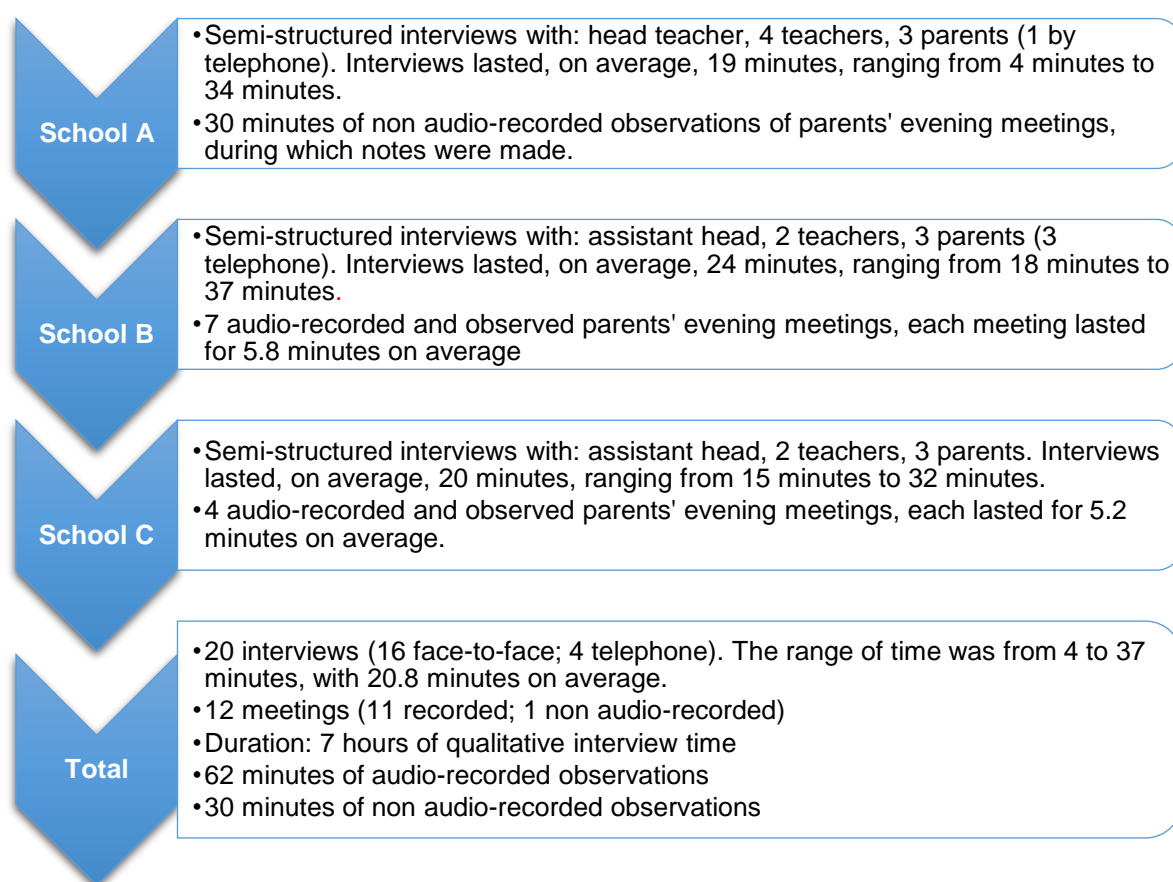 School A
•Semi-structured interviews with: head teacher, 4 teachers, 3 parents (1 by
telephone). Interviews lasted, on average, 19 minutes, ranging from 4 minutes to
34 minutes.
•30 minutes of non audio-recorded observations of parents' evening meetings,
during which notes were made.
School B
•Semi-structured interviews with: assistant head, 2 teachers, 3 parents (3
telephone). Interviews lasted, on average, 24 minutes, ranging from 18 minutes to
37 minutes.
•7 audio-recorded and observed parents' evening meetings, each meeting lasted
for 5.8 minutes on average
School C
•Semi-structured interviews with: assistant head, 2 teachers, 3 parents. Interviews
lasted, on average, 20 minutes, ranging from 15 minutes to 32 minutes.
•4 audio-recorded and observed parents' evening meetings, each lasted for 5.2
minutes on average.
Total
•20 interviews (16 face-to-face; 4 telephone). The range of time was from 4 to 37
minutes, with 20.8 minutes on average.
•12 meetings (11 recorded; 1 non audio-recorded)
•Duration: 7 hours of qualitative interview time
•62 minutes of audio-recorded observations
•30 minutes of non audio-recorded observations